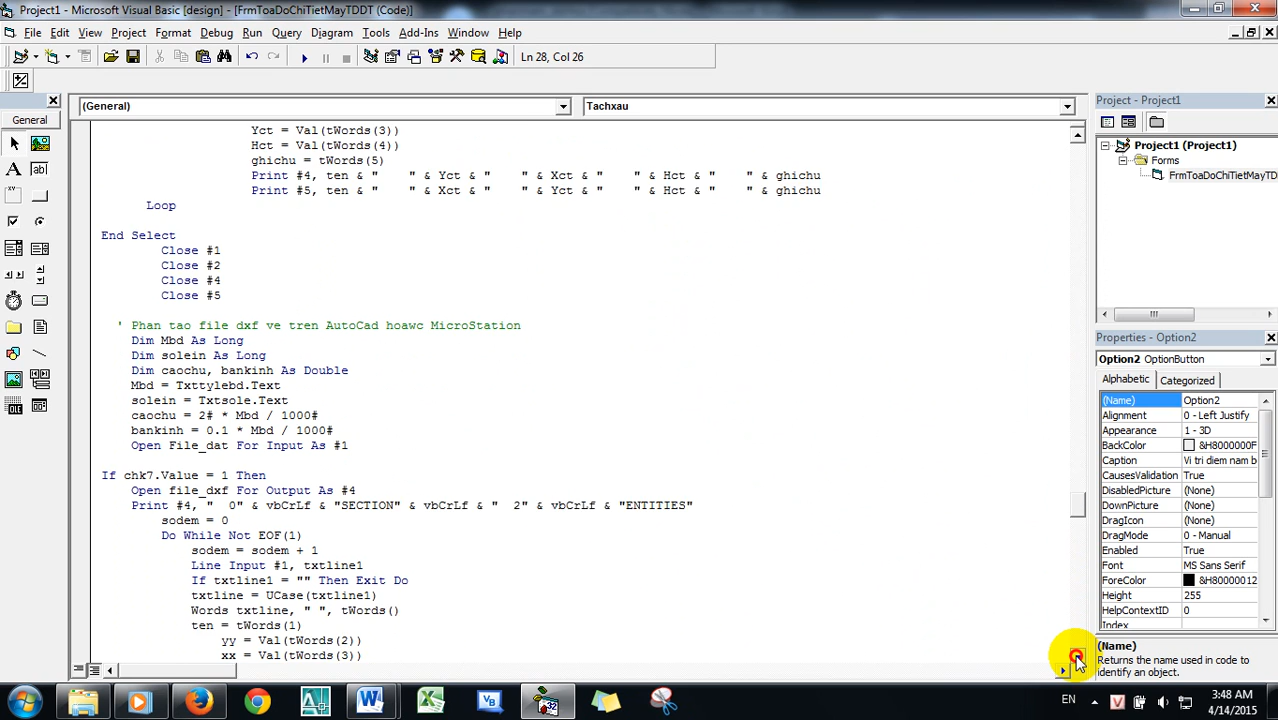 Project1 - Microsoft Visual Basic [design] - [FrmToaDoChiTietMayTDDT (Code)]
File Edit View Project Format Debug Run Query Diagram Tools Add-Ins Window Help
Ln 28, Col 26
General
(General) Tachxau
Yct = Val(tWords(3))
Hct = Val(tWords(4))
ghichu = tWords(5)
Print #4, ten & "    " & Yct & "    " & Xct & "    " & Hct & "    " & ghichu
Print #5, ten & "    " & Xct & "    " & Yct & "    " & Hct & "    " & ghichu
Loop
End Select
Close #1
Close #2
Close #4
Close #5
' Phan tao file dxf ve tren AutoCad hoawc MicroStation
Dim Mbd As Long
Dim solein As Long
Dim caochu, bankinh As Double
Mbd = Txttylebd.Text
solein = Txtsole.Text
caochu = 2# * Mbd / 1000#
bankinh = 0.1 * Mbd / 1000#
Open File_dat For Input As #1
If chk7.Value = 1 Then
Open file_dxf For Output As #4
Print #4, "  0" & vbCrLf & "SECTION" & vbCrLf & "  2" & vbCrLf & "ENTITIES"
sodem = 0
Do While Not EOF(1)
sodem = sodem + 1
Line Input #1, txtline1
If txtline1 = "" Then Exit Do
txtline = UCase(txtline1)
Words txtline, " ", tWords()
ten = tWords(1)
yy = Val(tWords(2))
xx = Val(tWords(3))
Project - Project1
Project1 (Project1)
Forms
FrmToaDoChiTietMayTD
Properties - Option2
Option2 OptionButton
Alphabetic Categorized
(Name) Option2
Alignment 0 - Left Justify
Appearance 1 - 3D
BackColor &H8000000F
Caption Vi tri diem nam b
CausesValidation True
DisabledPicture (None)
DownPicture (None)
DragIcon (None)
DragMode 0 - Manual
Enabled True
Font MS Sans Serif
ForeColor &H80000012
Height 255
HelpContextID 0
Index
(Name)
Returns the name used in code to
identify an object.
EN
3:48 AM
4/14/2015